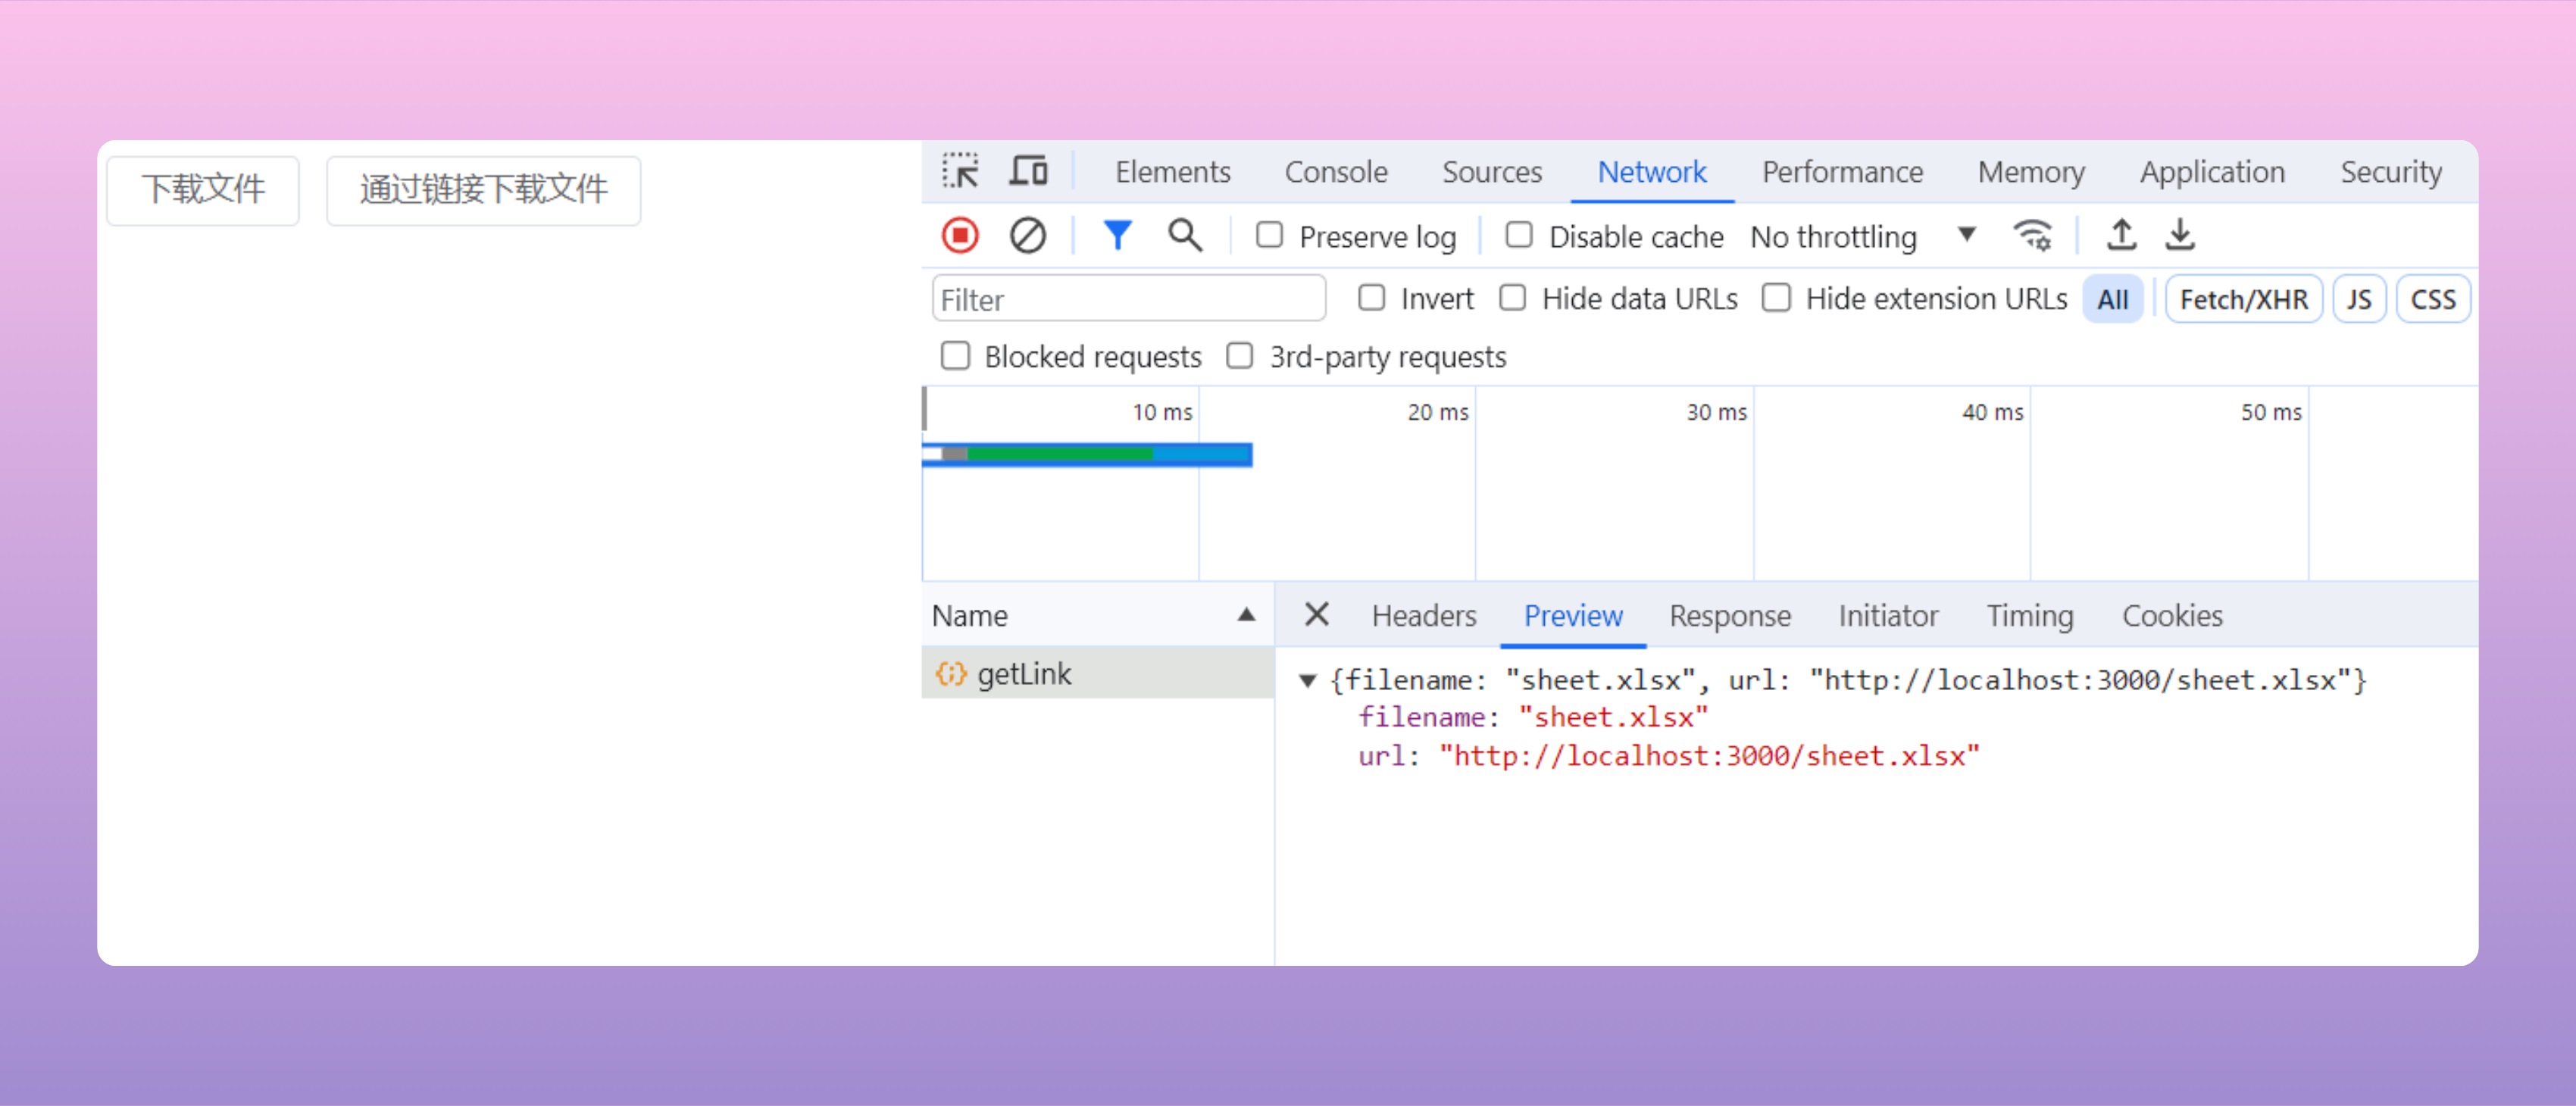 下载文件 通过链接下载文件
Elements Console Sources Network Performance Memory Application Security
Preserve log Disable cache No throttling
Filter Invert Hide data URLs Hide extension URLs All Fetch/XHR JS CSS
Blocked requests 3rd-party requests
10 ms 20 ms 30 ms 40 ms 50 ms
Name Headers Preview Response Initiator Timing Cookies
getLink
{filename: "sheet.xlsx", url: "http://localhost:3000/sheet.xlsx"}
filename: "sheet.xlsx"
url: "http://localhost:3000/sheet.xlsx"